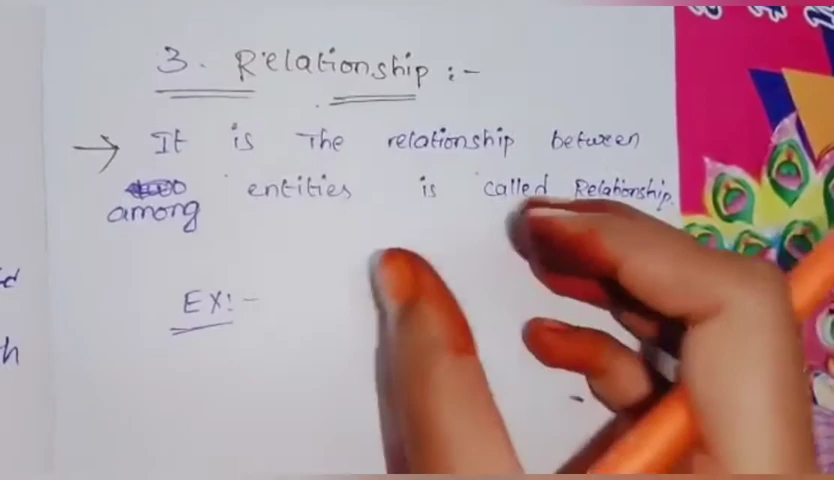 3. Relationship :-
→ It is The relationship between
among entities is called Relationship.
EX:-